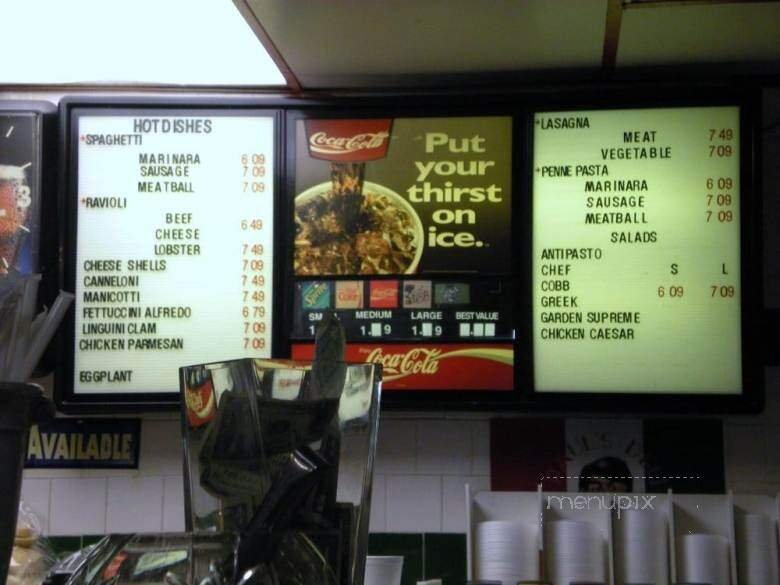 HOT DISHES
*SPAGHETTI
MARINARA 6 09
SAUSAGE 7 09
MEATBALL 7 09
*RAVIOLI
BEEF
6 49
CHEESE
LOBSTER 7 49
CHEESE SHELLS 7 09
CANNELONI 7 49
MANICOTTI 7 49
FETTUCCINI ALFREDO 6 79
LINGUINI CLAM 7 09
CHICKEN PARMESAN 7 09
EGGPLANT
Coca-Cola
Put
your
thirst
on
ice.
Sprite
Coke
MEDIUM LARGE BEST VALUE
Coca-Cola
*LASAGNA
MEAT 7 49
VEGETABLE 7 09
*PENNE PASTA
MARINARA 6 09
SAUSAGE 7 09
MEATBALL 7 09
SALADS
ANTIPASTO
CHEF S L
COBB 6 09 7 09
GREEK
GARDEN SUPREME
CHICKEN CAESAR
AVAILABLE
menupix